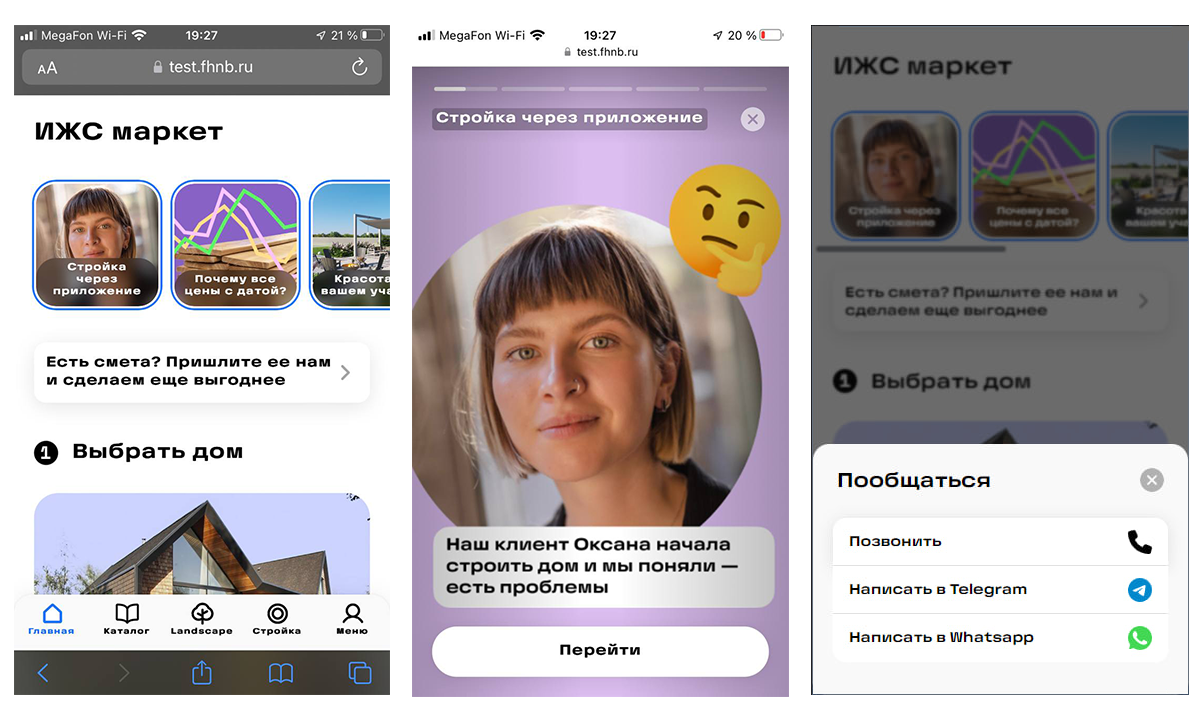 MegaFon Wi-Fi 19:27 21 %
AA test.fhnb.ru
ИЖС маркет
Стройка
через
приложение
Почему все
цены с датой?
Красота
вашем уча
Есть смета? Пришлите ее нам
и сделаем еще выгоднее
1 Выбрать дом
Главная Каталог Landscape Стройка Меню
MegaFon Wi-Fi 19:27 20 %
test.fhnb.ru
Стройка через приложение
Наш клиент Оксана начала
строить дом и мы поняли —
есть проблемы
Перейти
ИЖС маркет
Стройка через
приложение
Почему все
цены с датой?
Красота
вашем уча
Есть смета? Пришлите ее нам и
сделаем еще выгоднее
1 Выбрать дом
Пообщаться
Позвонить
Написать в Telegram
Написать в Whatsapp